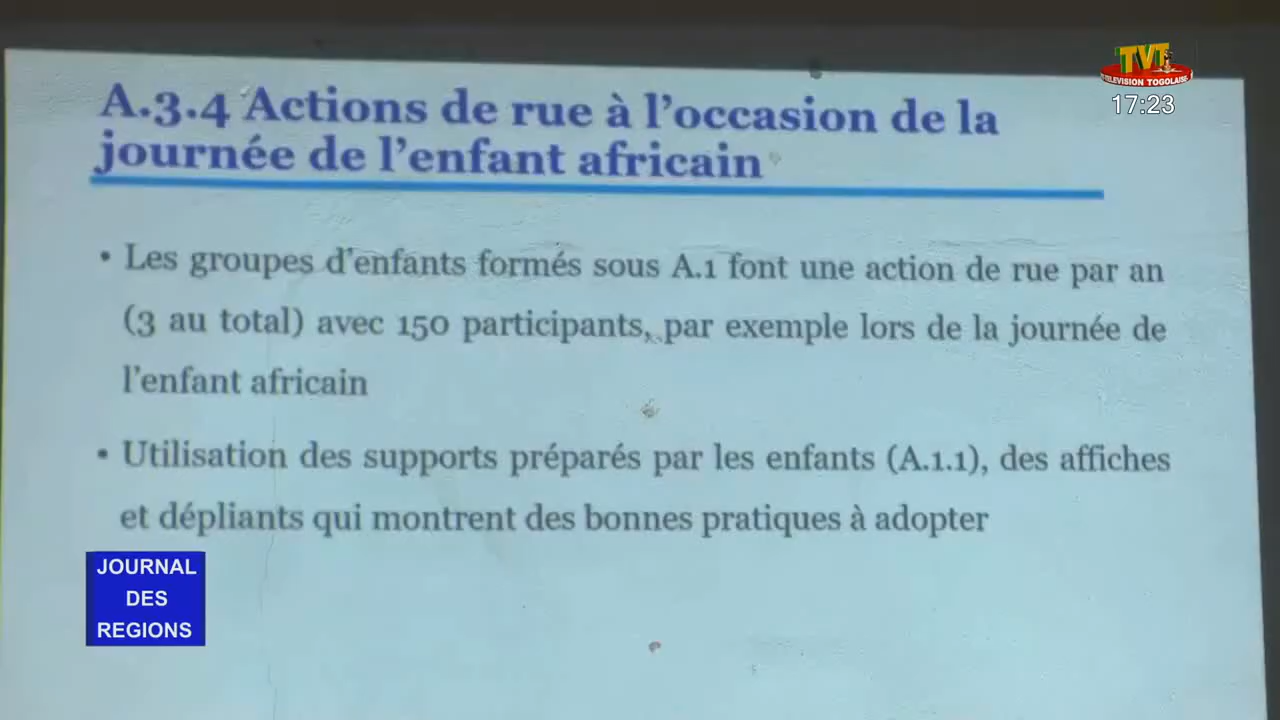 TVT
TELEVISION TOGOLAISE
17:23
A.3.4 Actions de rue à l’occasion de la
journée de l’enfant africain
• Les groupes d’enfants formés sous A.1 font une action de rue par an
(3 au total) avec 150 participants, par exemple lors de la journée de
l’enfant africain
• Utilisation des supports préparés par les enfants (A.1.1), des affiches
et dépliants qui montrent des bonnes pratiques à adopter
JOURNAL
DES
REGIONS